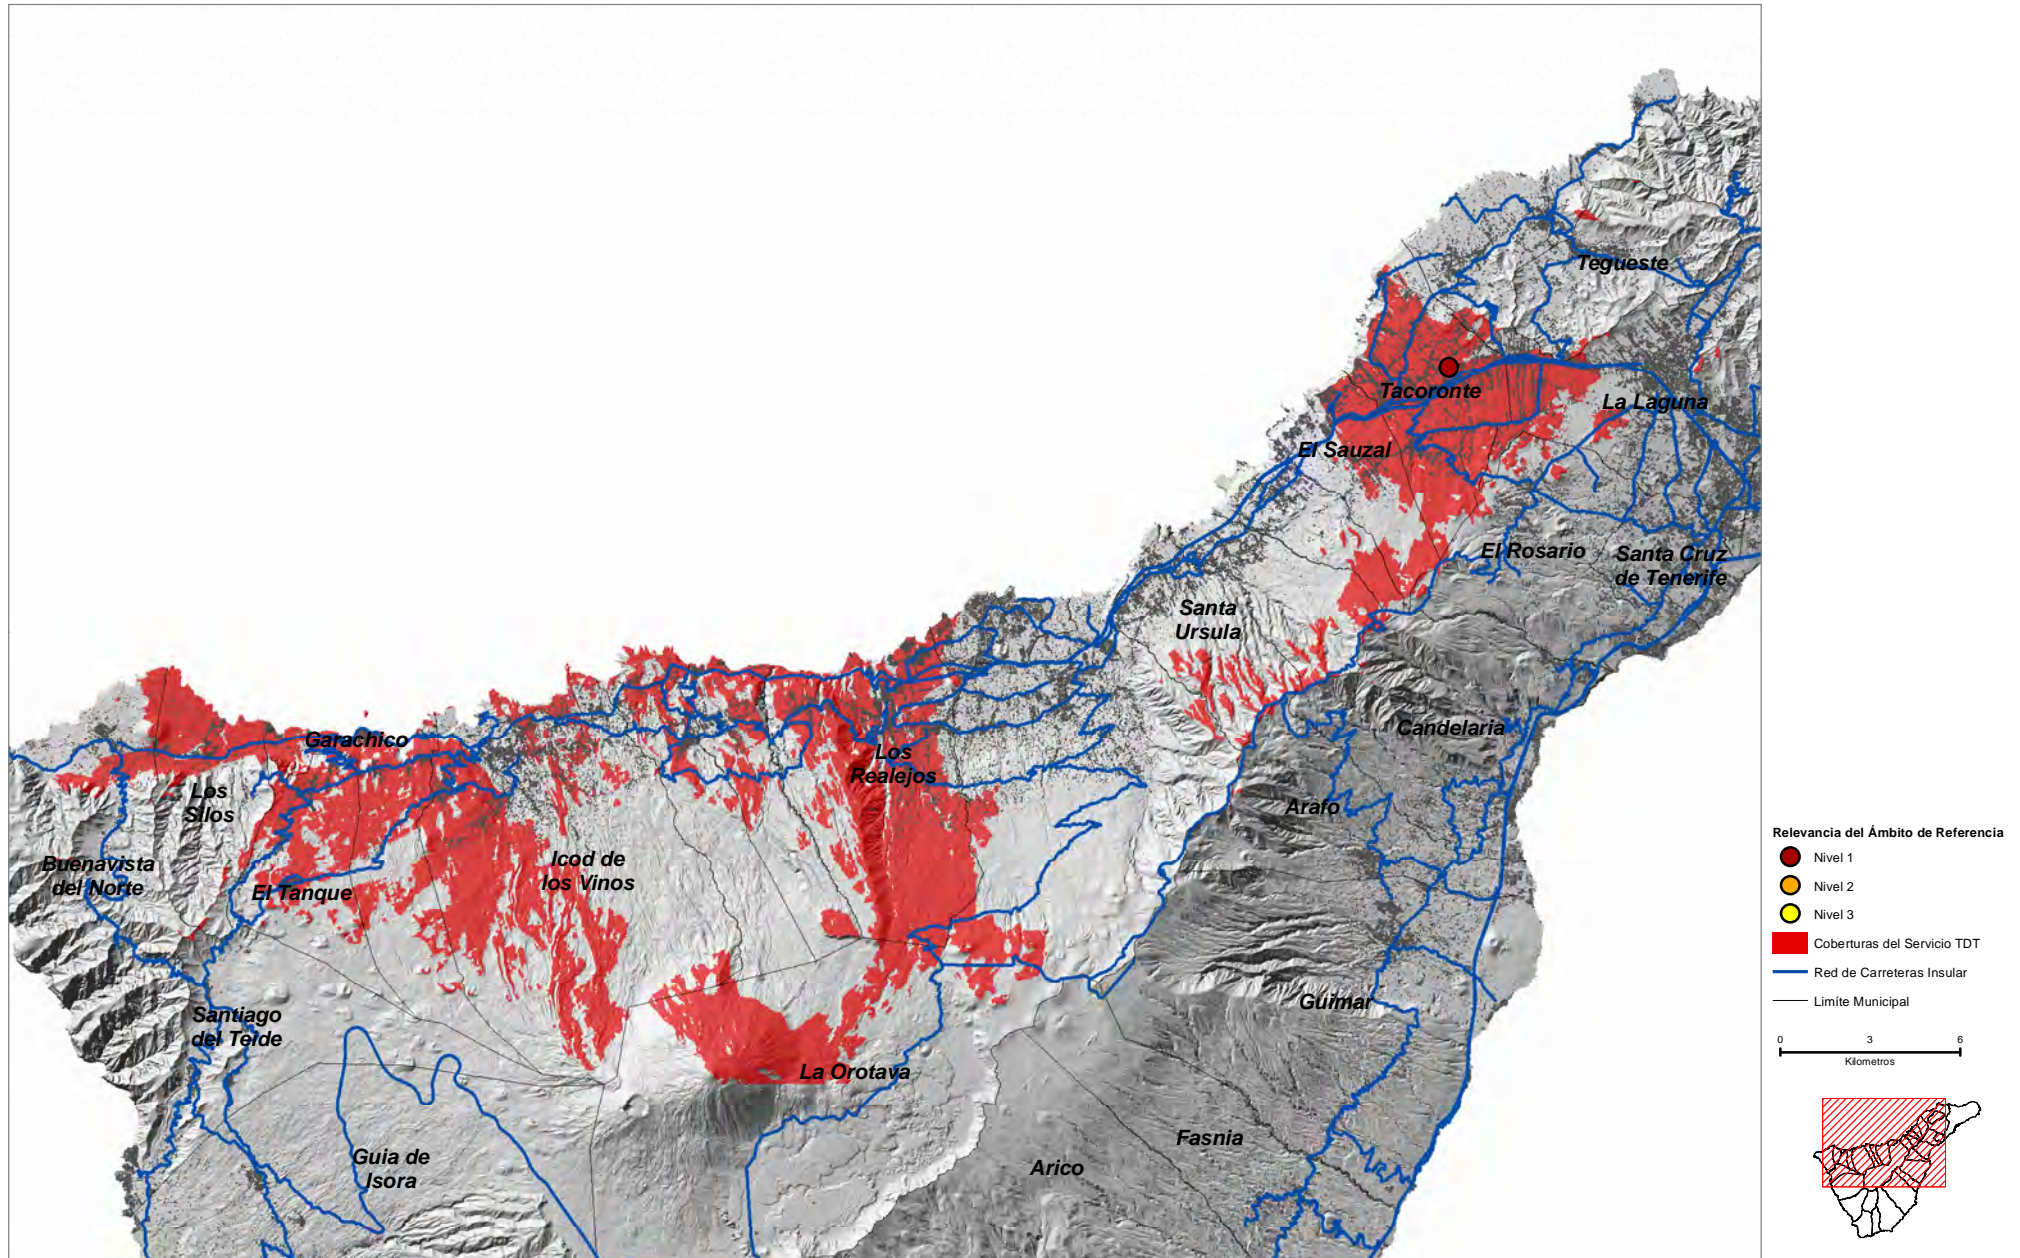 Tegueste
Tacoronte
La Laguna
El Sauzal
El Rosario
Santa Cruz
de Tenerife
Santa
Ursula
Candelaria
Garachico
Los
Realejos
Los
Silos
Arafo
Buenavista
del Norte
El Tanque
Icod de
los Vinos
Guimar
Santiago
del Teide
La Orotava
Guia de
Isora
Fasnia
Arico
Relevancia del Ámbito de Referencia
Nivel 1
Nivel 2
Nivel 3
Coberturas del Servicio TDT
Red de Carreteras Insular
Limíte Municipal
0 3 6
Kilometros